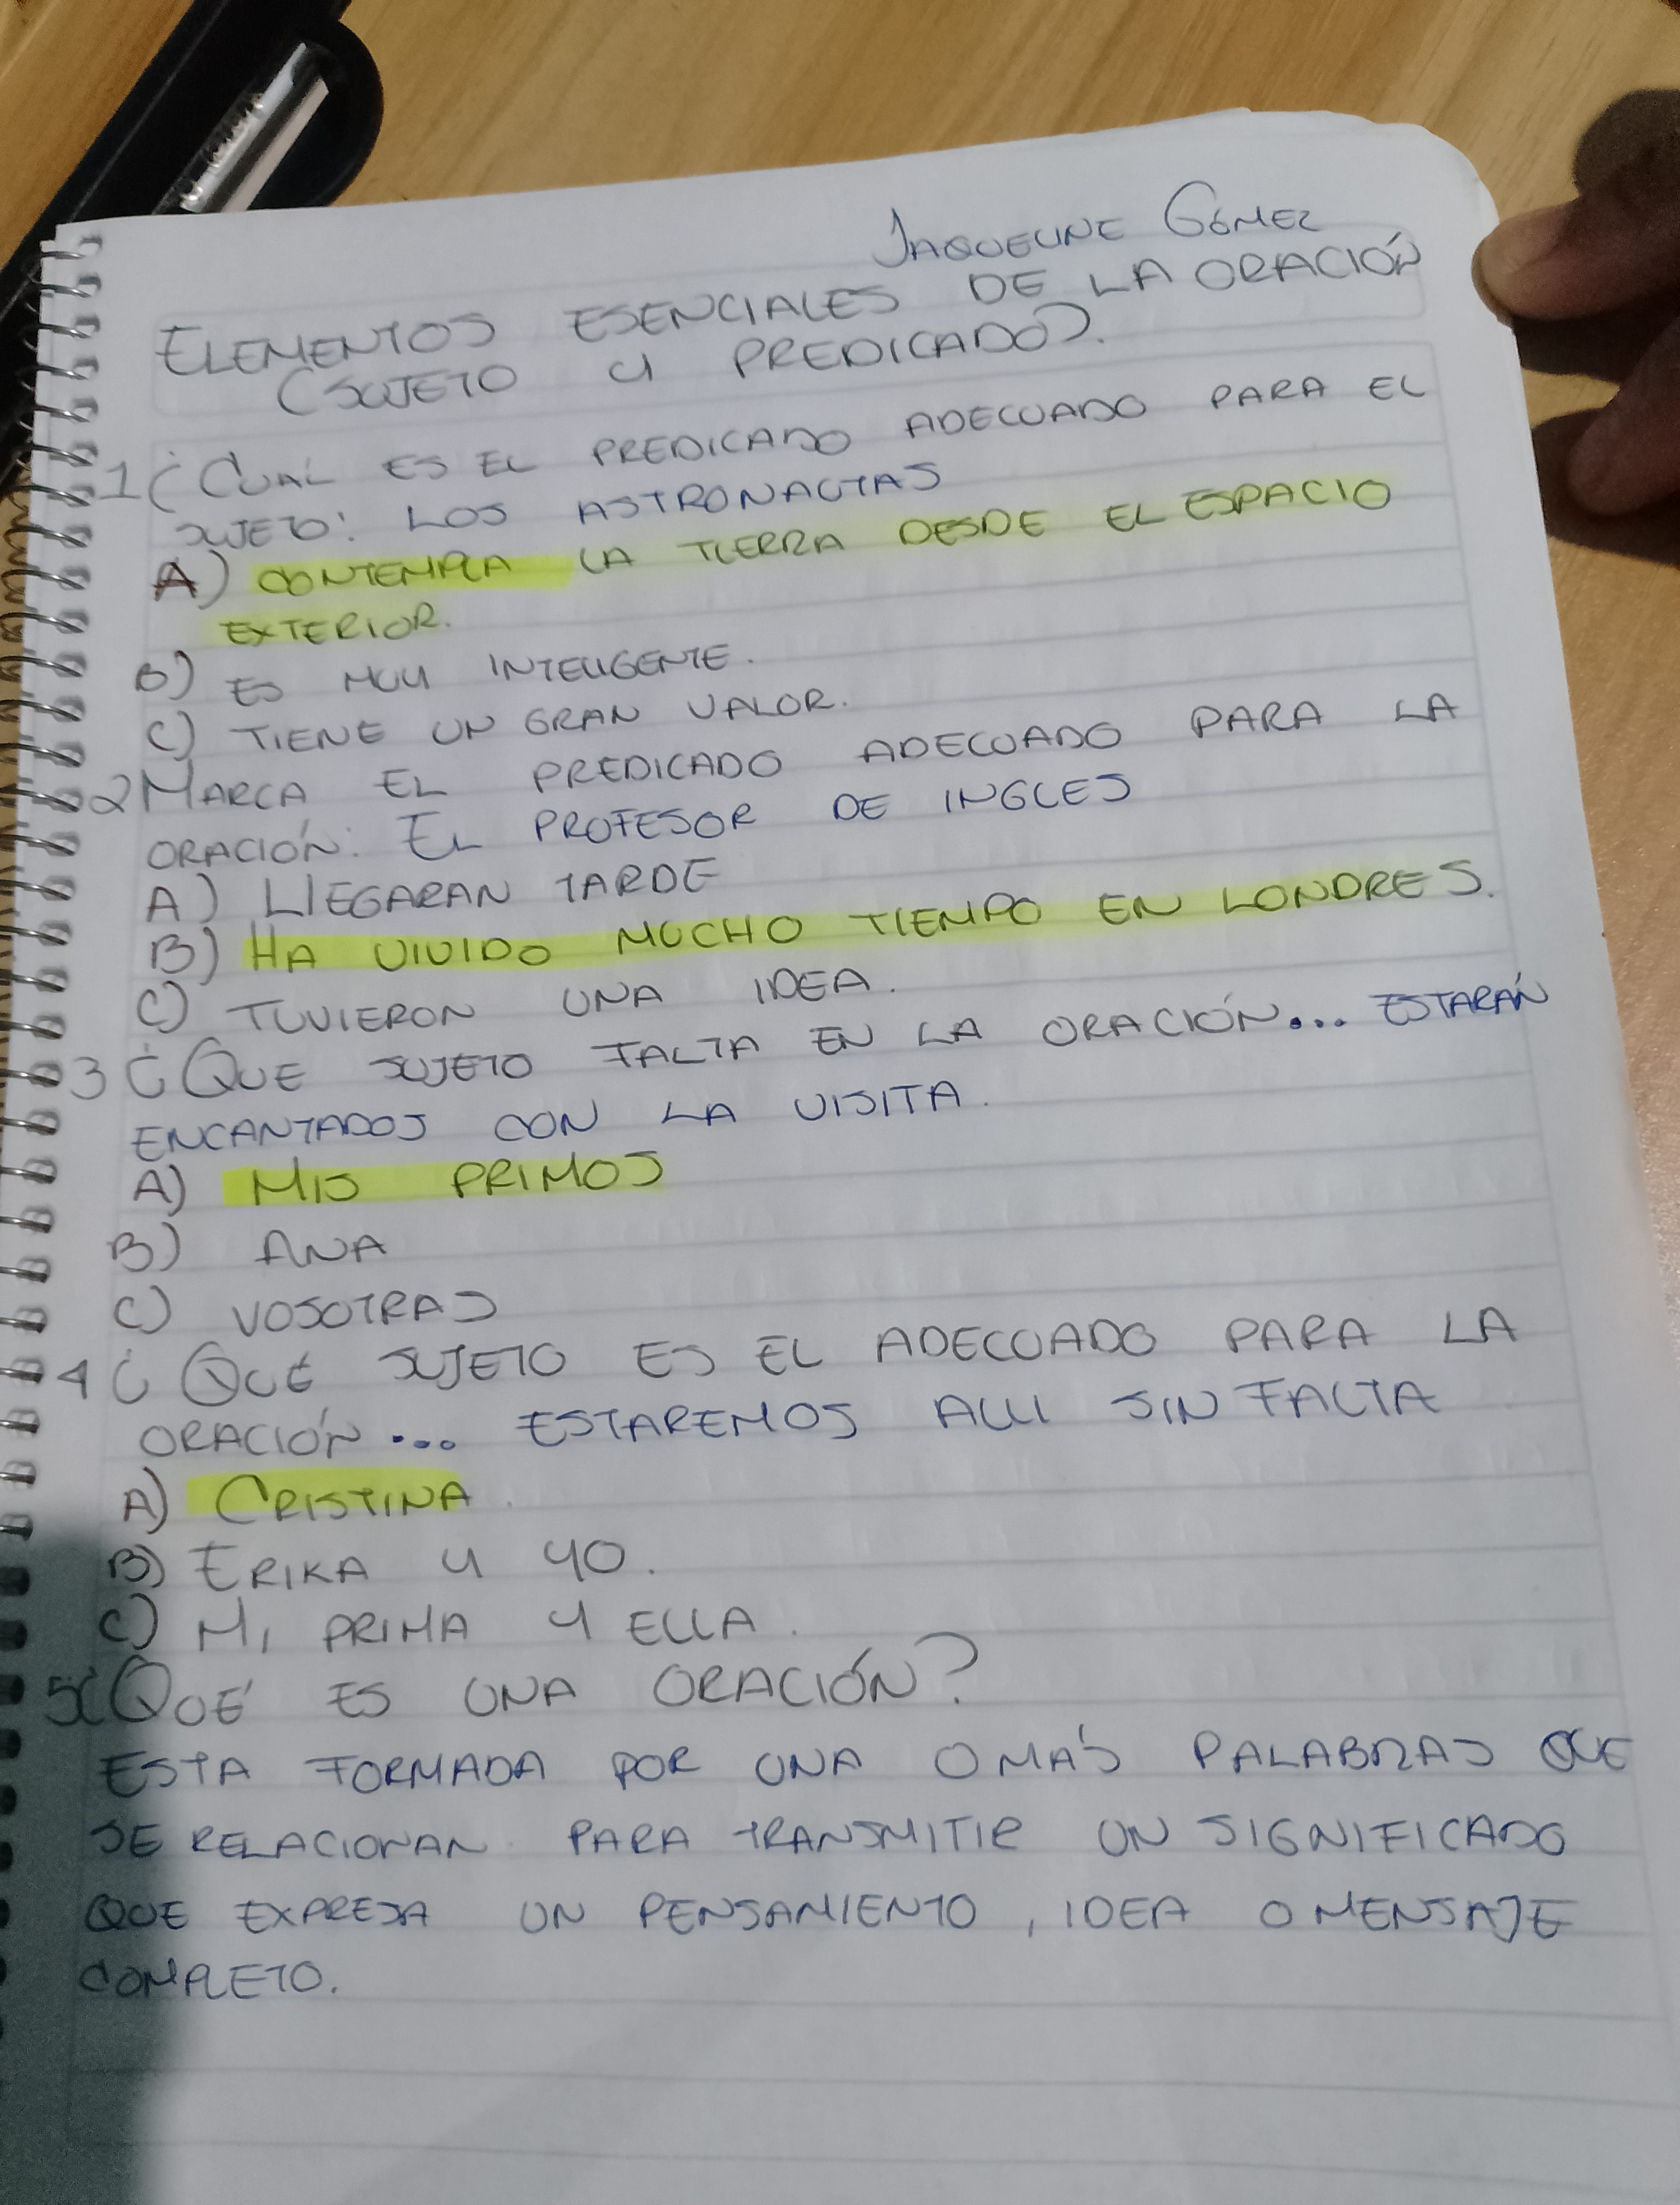 JAQUELINE GÓMEZ
ELEMENTOS ESENCIALES DE LA ORACIÓN
(SUJETO Y PREDICADO).
1 ¿CUAL ES EL PREDICADO ADECUADO PARA EL
SUJETO: LOS ASTRONAUTAS
A) CONTEMPLA LA TIERRA DESDE EL ESPACIO
EXTERIOR.
B) ES MUY INTELIGENTE.
C) TIENE UN GRAN VALOR.
2 MARCA EL PREDICADO ADECUADO PARA LA
ORACIÓN: EL PROFESOR DE INGLES
A) LLEGARAN TARDE
B) HA VIVIDO MUCHO TIEMPO EN LONDRES.
C) TUVIERON UNA IDEA.
3 ¿QUE SUJETO FALTA EN LA ORACIÓN... ESTARÁN
ENCANTADOS CON LA VISITA.
A) MIS PRIMOS
B) ANA
C) VOSOTRAS
4 ¿QUÉ SUJETO ES EL ADECUADO PARA LA
ORACIÓN... ESTAREMOS ALLI SIN FALTA
A) CRISTINA.
B) ERIKA Y YO.
C) MI PRIMA Y ELLA.
5 ¿QUÉ ES UNA ORACIÓN?
ESTA FORMADA POR UNA O MÁS PALABRAS QUE
SE RELACIONAN PARA TRANSMITIR UN SIGNIFICADO
QUE EXPRESA UN PENSAMIENTO, IDEA O MENSAJE
COMPLETO.